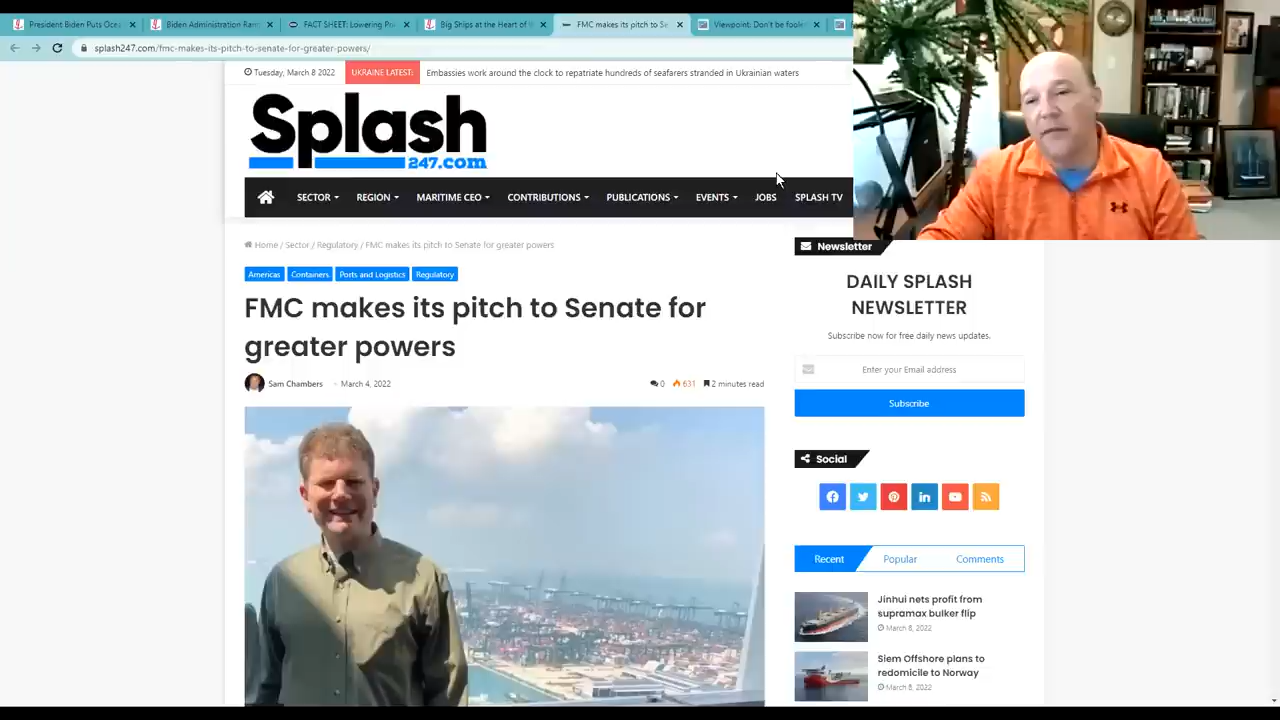 President Biden Puts Oce
Biden Administration Ram
FACT SHEET: Lowering Pr
Big Ships at the Heart of
FMC makes its pitch to Se
Viewpoint. Don't be foole
splash247.com/fmc-makes-its-pitch-to-senate-for-greater-powers/
Tuesday, March 8 2022
UKRAINE LATEST:
Embassies work around the clock to repatriate hundreds of seafarers stranded in Ukrainian waters
Splash
247.com
SECTOR
REGION
MARITIME CEO
CONTRIBUTIONS
PUBLICATIONS
EVENTS
JOBS
SPLASH TV
Home / Sector / Regulatory / FMC makes its pitch to Senate for greater powers
Americas
Containers
Ports and Logistics
Regulatory
FMC makes its pitch to Senate for
greater powers
Sam Chambers
March 4, 2022
0
631
2 minutes read
Newsletter
DAILY SPLASH
NEWSLETTER
Subscribe now for free daily news updates.
Enter your Email address
Subscribe
Social
Recent
Popular
Comments
Jinhui nets profit from
supramax bulker flip
March 8, 2022
Siem Offshore plans to
redomicile to Norway
March 8, 2022